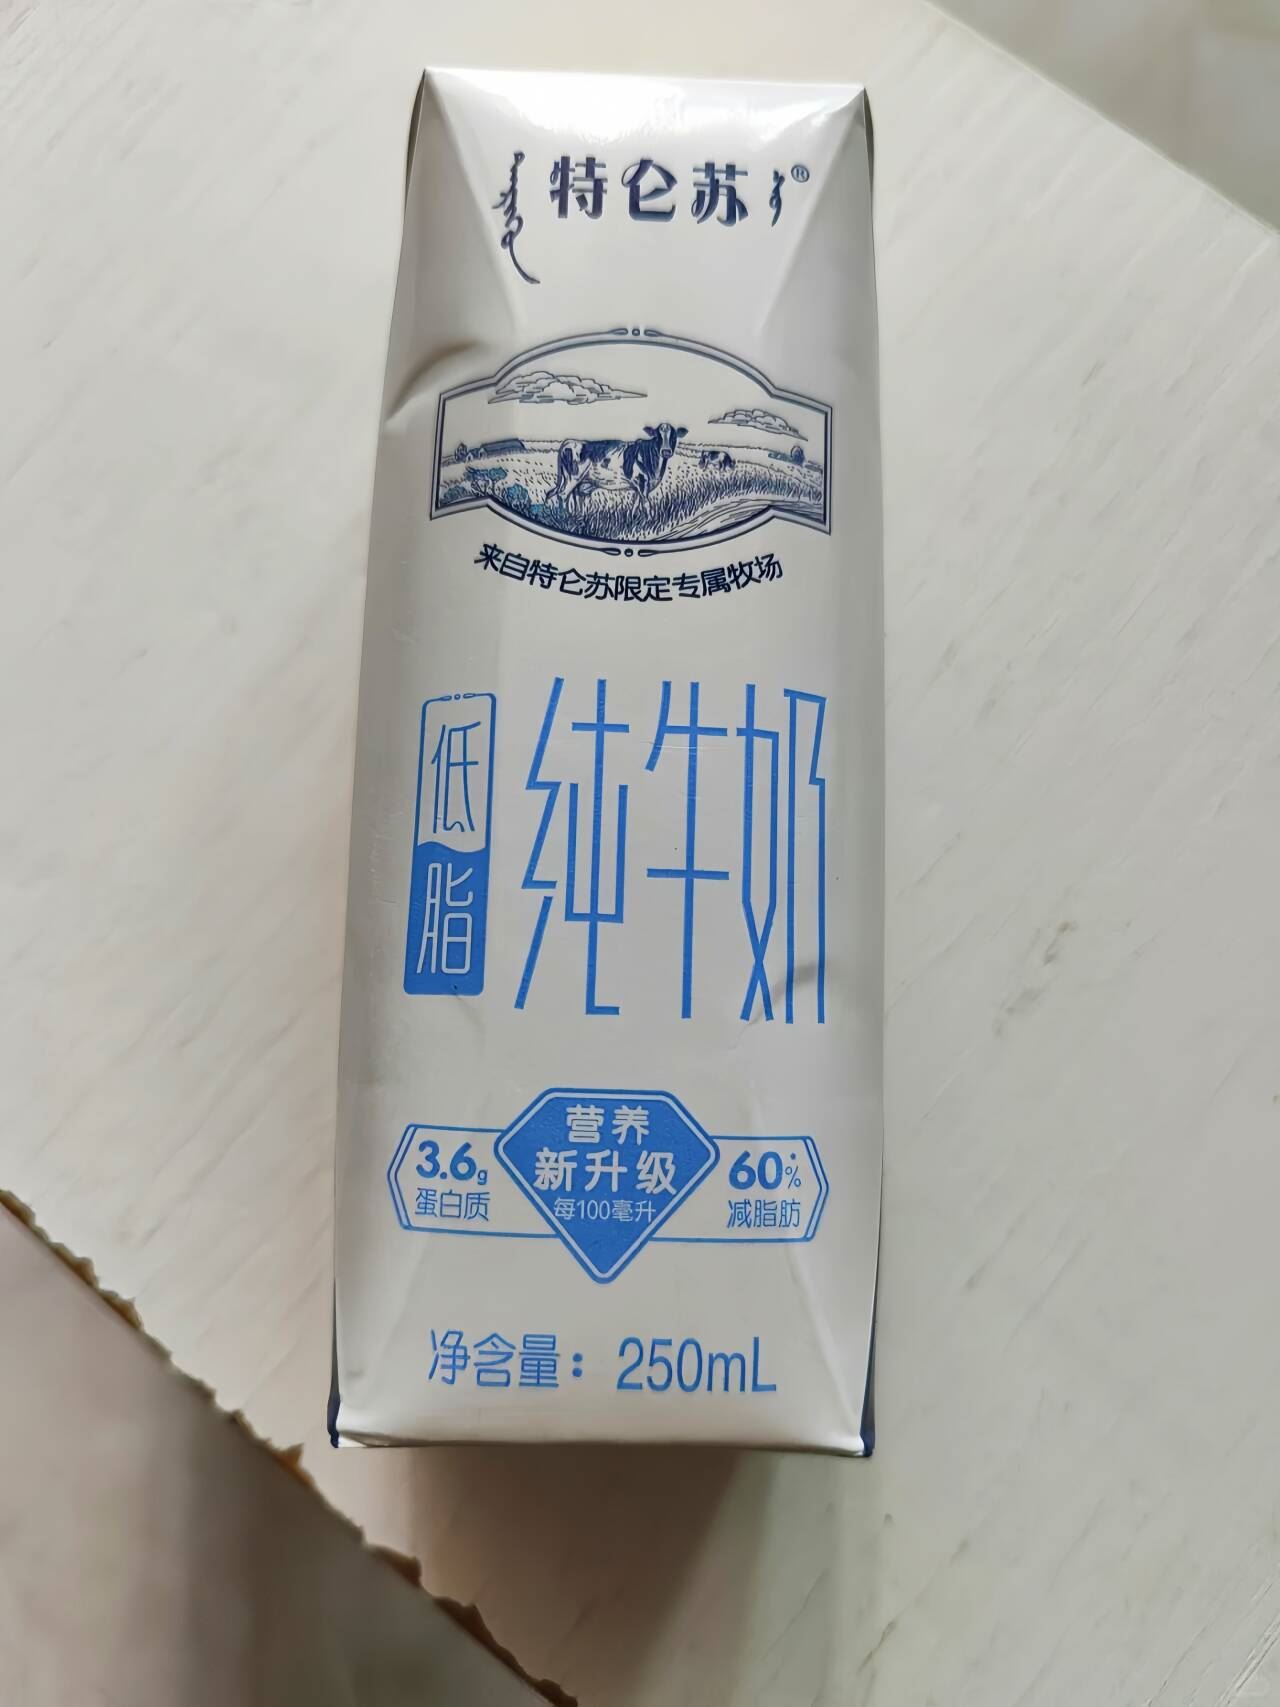 特仑苏®
来自特仑苏限定专属牧场
低脂
纯牛奶
营养
新升级
每100毫升
3.6g
蛋白质
60%
减脂肪
净含量：250mL